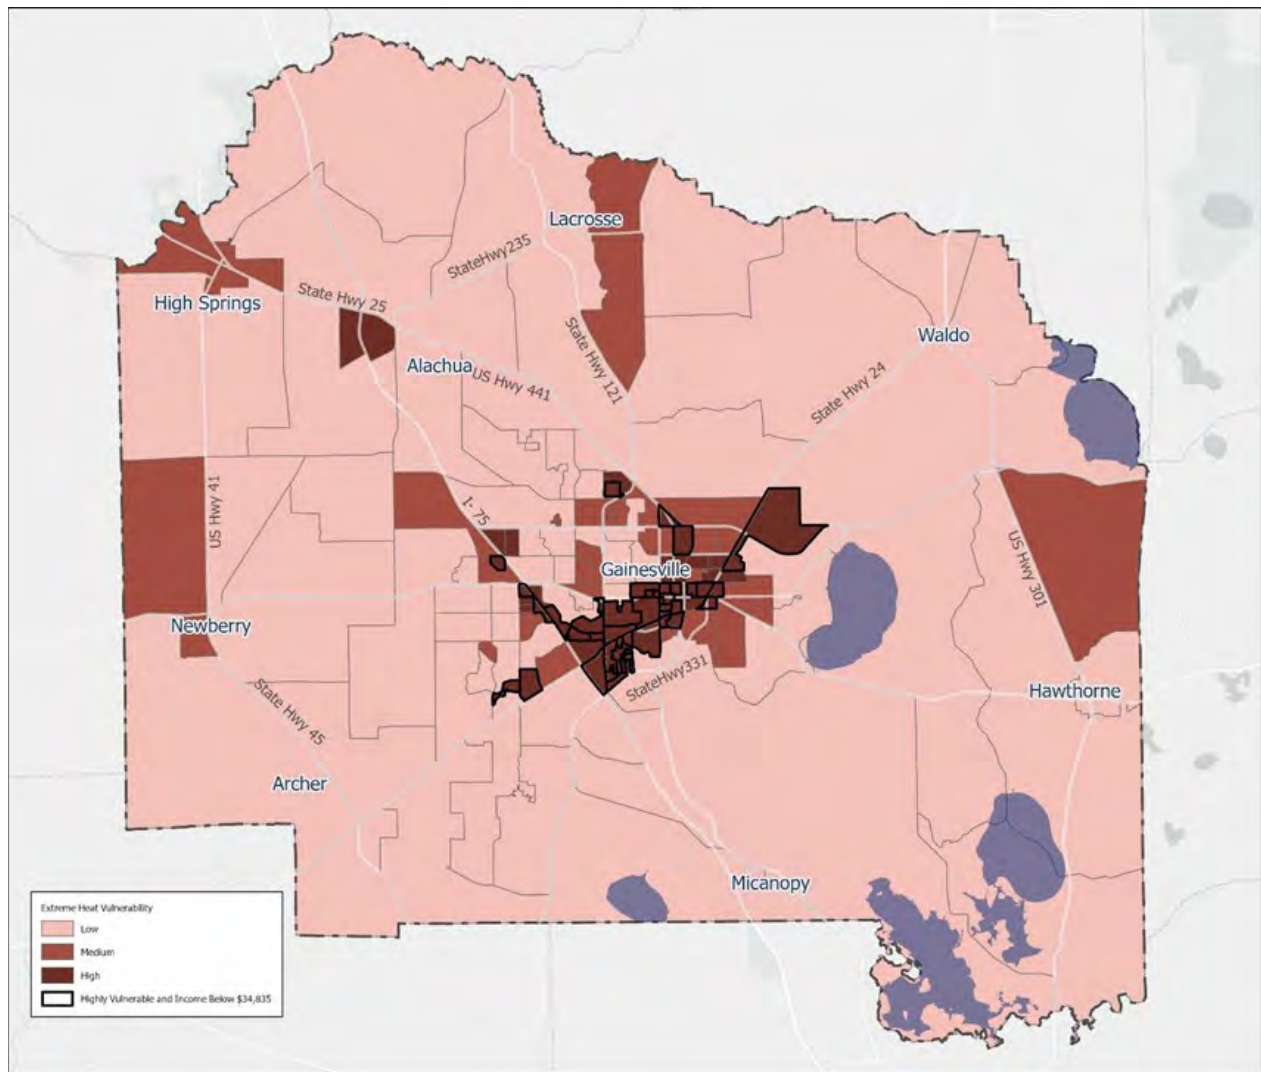 Lacrosse
StateHwy235
High Springs
State Hwy 25
Waldo
Alachua
US Hwy 441
State Hwy 121
State Hwy 24
US Hwy 41
I- 75
US Hwy 301
Gainesville
Newberry
State Hwy 45
StateHwy331
Hawthorne
Archer
Micanopy
Extreme Heat Vulnerability
Low
Medium
High
Highly Vulnerable and Income Below $34,835